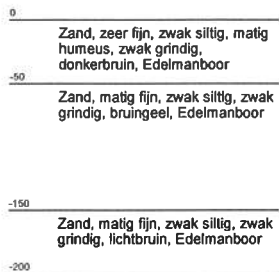 0
Zand, zeer fijn, zwak siltig, matig
humeus, zwak grindig,
donkerbruin, Edelmanboor
-50
Zand, matig fijn, zwak siltig, zwak
grindig, bruingeel, Edelmanboor
-150
Zand, matig fijn, zwak siltig, zwak
grindig, lichtbruin, Edelmanboor
-200